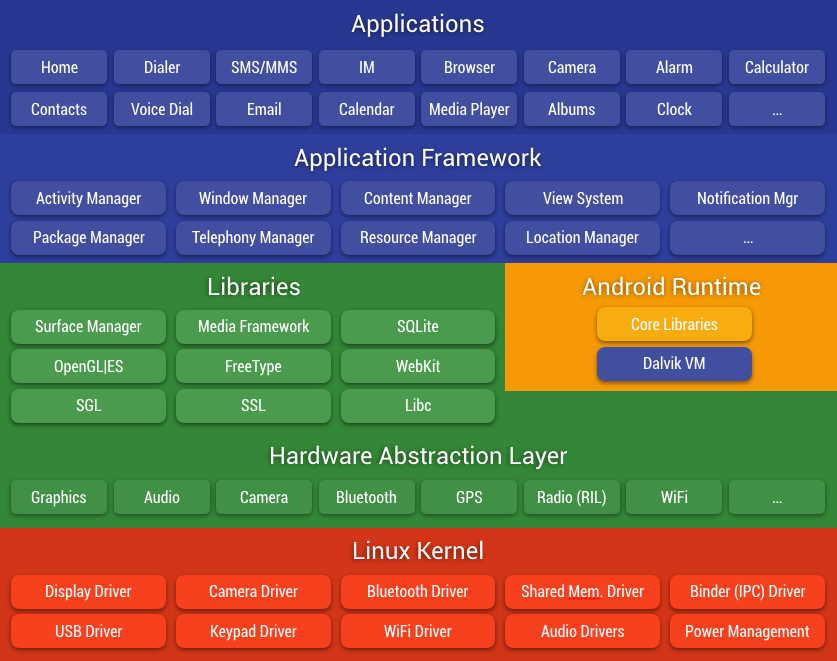 Applications
Home Dialer SMS/MMS IM Browser Camera Alarm Calculator
Contacts Voice Dial Email Calendar Media Player Albums Clock ...
Application Framework
Activity Manager Window Manager Content Manager View System Notification Mgr
Package Manager Telephony Manager Resource Manager Location Manager ...
Libraries
Surface Manager Media Framework SQLite
OpenGL|ES FreeType WebKit
SGL SSL Libc
Android Runtime
Core Libraries
Dalvik VM
Hardware Abstraction Layer
Graphics Audio Camera Bluetooth GPS Radio (RIL) WiFi ...
Linux Kernel
Display Driver Camera Driver Bluetooth Driver Shared Mem. Driver Binder (IPC) Driver
USB Driver Keypad Driver WiFi Driver Audio Drivers Power Management